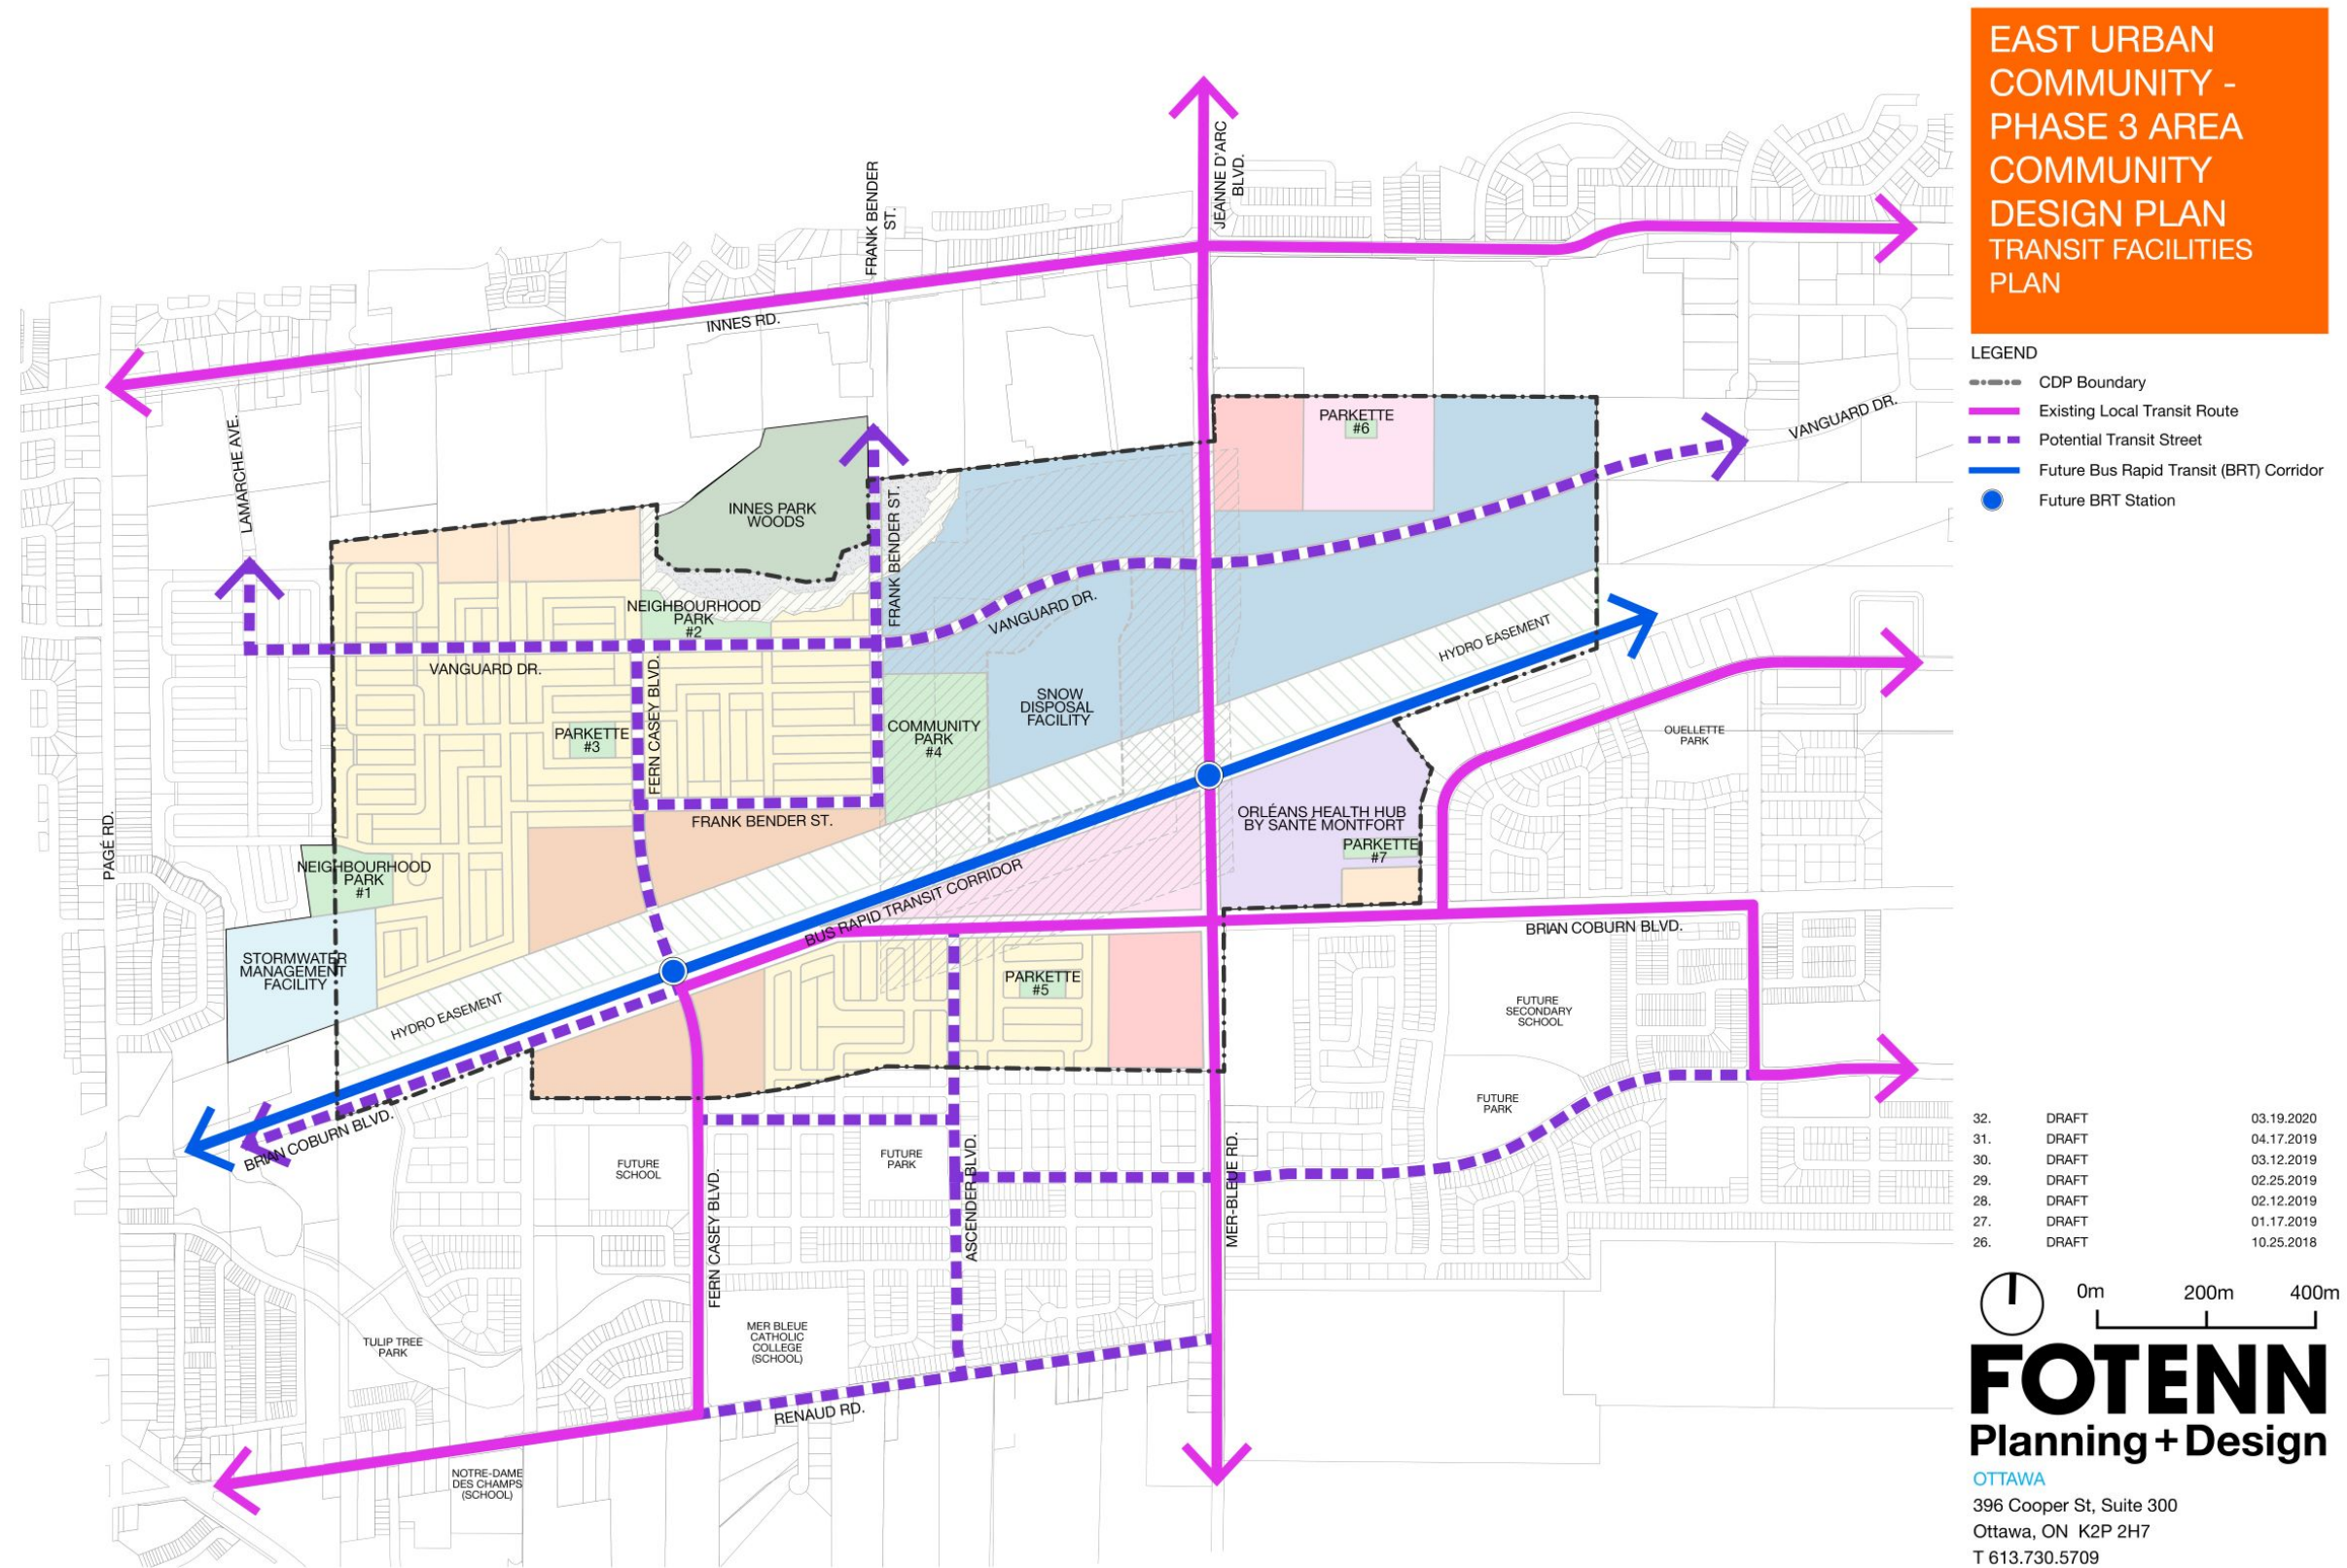 EAST URBAN
COMMUNITY -
PHASE 3 AREA
COMMUNITY
DESIGN PLAN
TRANSIT FACILITIES
PLAN
LEGEND
CDP Boundary
Existing Local Transit Route
Potential Transit Street
Future Bus Rapid Transit (BRT) Corridor
Future BRT Station
FRANK BENDER
ST.
JEANNE D'ARC
BLVD.
INNES RD.
LAMARCHE AVE.
PARKETTE
#6
VANGUARD DR.
INNES PARK
WOODS
FRANK BENDER ST.
NEIGHBOURHOOD
PARK
#2
VANGUARD DR.
HYDRO EASEMENT
VANGUARD DR.
FERN CASEY BLVD.
SNOW
DISPOSAL
FACILITY
PARKETTE
#3
COMMUNITY
PARK
#4
OUELLETTE
PARK
PAGÉ RD.
FRANK BENDER ST.
ORLÉANS HEALTH HUB
BY SANTÉ MONTFORT
PARKETTE
#7
NEIGHBOURHOOD
PARK
#1
BUS RAPID TRANSIT CORRIDOR
BRIAN COBURN BLVD.
STORMWATER
MANAGEMENT
FACILITY
PARKETTE
#5
HYDRO EASEMENT
FUTURE
SECONDARY
SCHOOL
BRIAN COBURN BLVD.
FUTURE
PARK
FUTURE
SCHOOL
FUTURE
PARK
ASCENDER BLVD.
MER-BLEUE RD.
FERN CASEY BLVD.
TULIP TREE
PARK
MER BLEUE
CATHOLIC
COLLEGE
(SCHOOL)
RENAUD RD.
NOTRE-DAME
DES CHAMPS
(SCHOOL)
32. DRAFT 03.19.2020
31. DRAFT 04.17.2019
30. DRAFT 03.12.2019
29. DRAFT 02.25.2019
28. DRAFT 02.12.2019
27. DRAFT 01.17.2019
26. DRAFT 10.25.2018
0m 200m 400m
FOTENN
Planning+Design
OTTAWA
396 Cooper St, Suite 300
Ottawa, ON K2P 2H7
T 613.730.5709